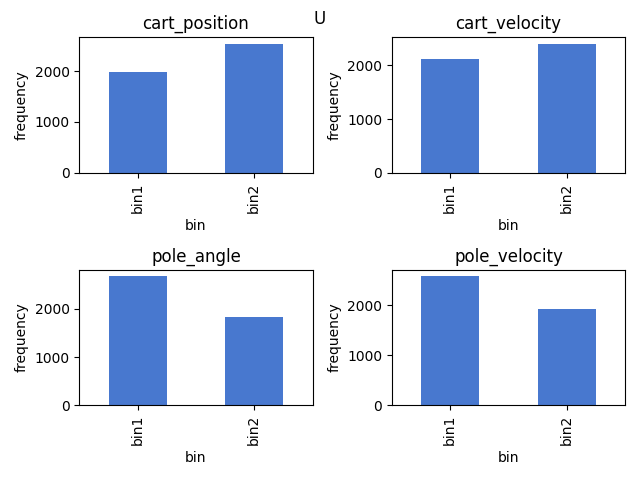 U
cart_position
frequency
2000
1000
0
bin1
bin2
bin
cart_velocity
frequency
2000
1000
0
bin1
bin2
bin
pole_angle
frequency
2000
1000
0
bin1
bin2
bin
pole_velocity
frequency
2000
1000
0
bin1
bin2
bin